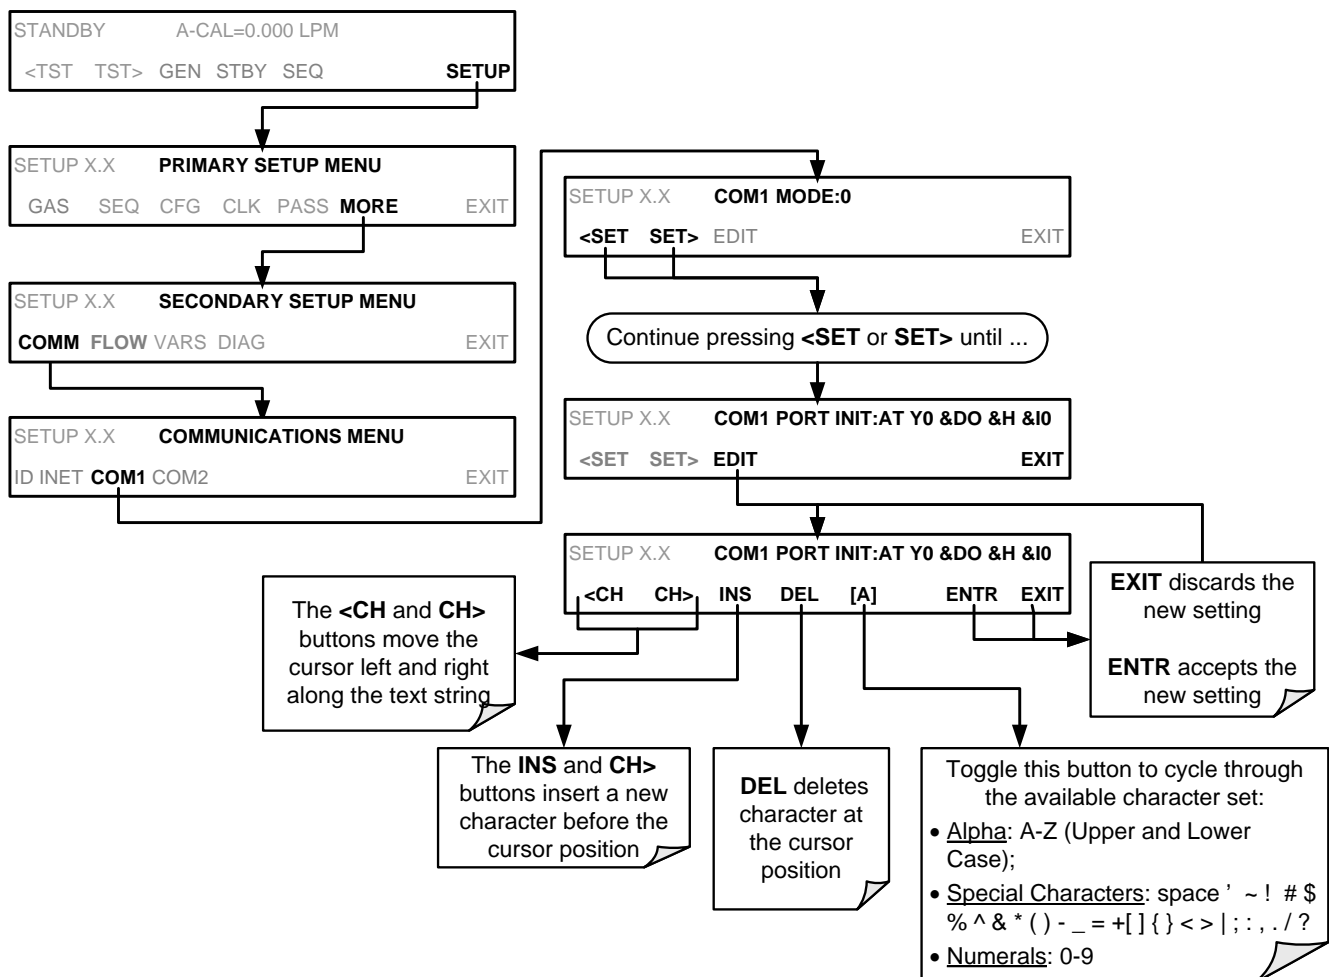 STANDBY A-CAL=0.000 LPM
<TST TST> GEN STBY SEQ SETUP
SETUP X.X PRIMARY SETUP MENU
GAS SEQ CFG CLK PASS MORE EXIT
SETUP X.X SECONDARY SETUP MENU
COMM FLOW VARS DIAG EXIT
SETUP X.X COMMUNICATIONS MENU
ID INET COM1 COM2 EXIT
SETUP X.X COM1 MODE:0
<SET SET> EDIT EXIT
Continue pressing <SET or SET> until ...
SETUP X.X COM1 PORT INIT:AT Y0 &DO &H &I0
<SET SET> EDIT EXIT
SETUP X.X COM1 PORT INIT:AT Y0 &DO &H &I0
<CH CH> INS DEL [A] ENTR EXIT
The <CH and CH>
buttons move the
cursor left and right
along the text string
EXIT discards the
new setting
ENTR accepts the
new setting
The INS and CH>
buttons insert a new
character before the
cursor position
DEL deletes
character at
the cursor
position
Toggle this button to cycle through
the available character set:
• Alpha: A-Z (Upper and Lower
Case);
• Special Characters: space ' ~ ! # $
% ^ & * ( ) - _ = +[ ] { } < > | ; : , . / ?
• Numerals: 0-9